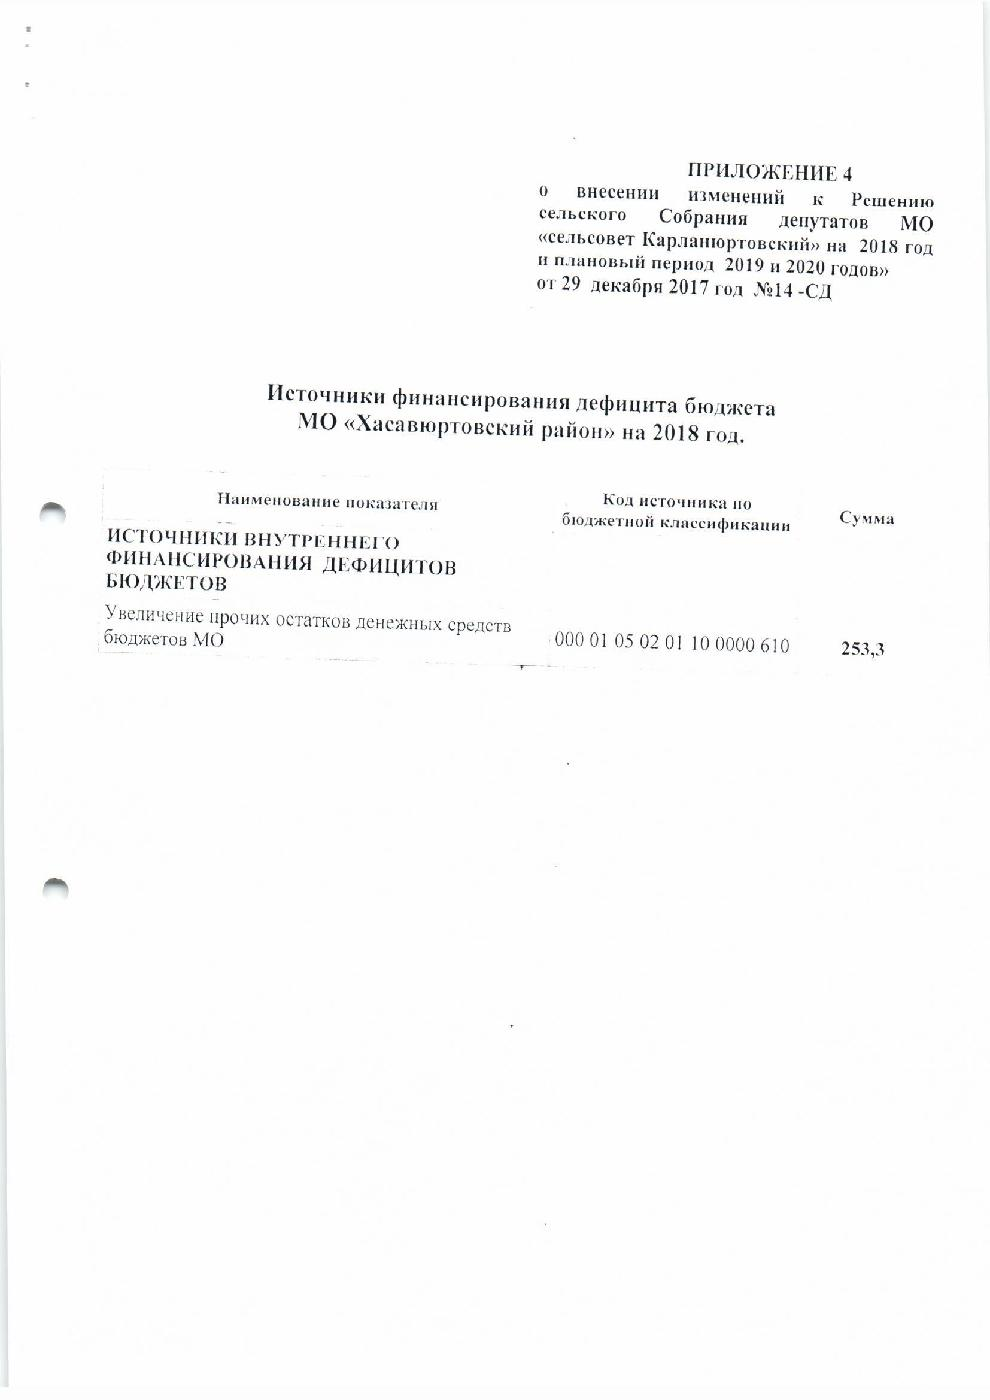 ПРИЛОЖЕНИЕ 4
о внесении изменений к Решению
сельского Собрания депутатов МО
«сельсовет Карланюртовский» на 2018 год
и плановый период 2019 и 2020 годов»
от 29 декабря 2017 год №14 -СД
Источники финансирования дефицита бюджета
МО «Хасавюртовский район» на 2018 год.
Наименование показателя
Код источника по
бюджетной классификации
Сумма
ИСТОЧНИКИ ВНУТРЕННЕГО
ФИНАНСИРОВАНИЯ ДЕФИЦИТОВ
БЮДЖЕТОВ
Увеличение прочих остатков денежных средств
бюджетов МО
000 01 05 02 01 10 0000 610
253,3